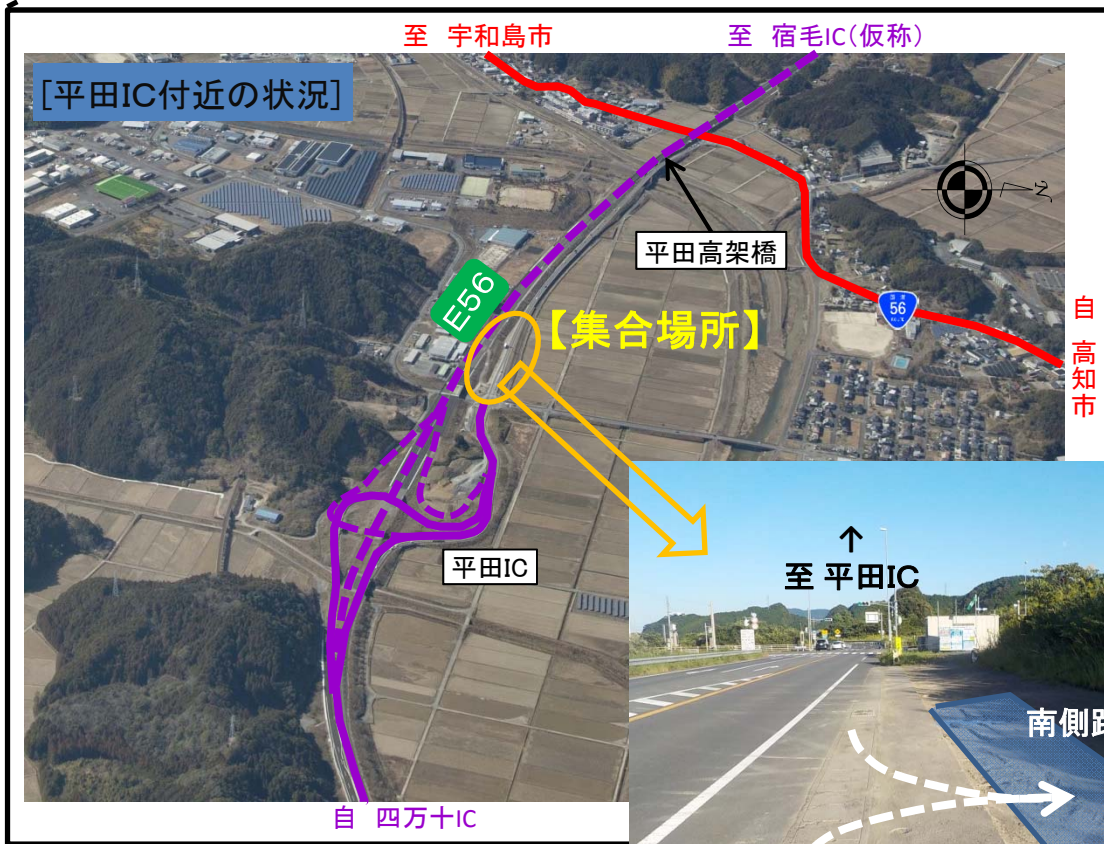 至 宇和島市
至 宿毛IC(仮称)
[平田IC付近の状況]
平田高架橋
E56
【集合場所】
56
自 高知市
平田IC
↑
至 平田IC
南側
自 四万十IC